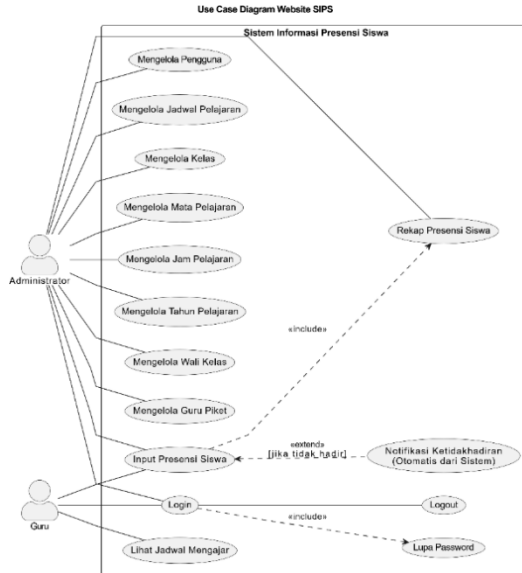 Use Case Diagram Website SIPS
Sistem Informasi Presensi Siswa
Mengelola Pengguna
Mengelola Jadwal Pelajaran
Mengelola Kelas
Mengelola Mata Pelajaran
Rekap Presensi Siswa
Administrator
Mengelola Jam Pelajaran
Mengelola Tahun Pelajaran
«include»
Mengelola Wali Kelas
Mengelola Guru Piket
«extend»
[jika tidak hadir]
Input Presensi Siswa
Notifikasi Ketidakhadiran
(Otomatis dari Sistem)
Guru
Login
Logout
«include»
Lihat Jadwal Mengajar
Lupa Password